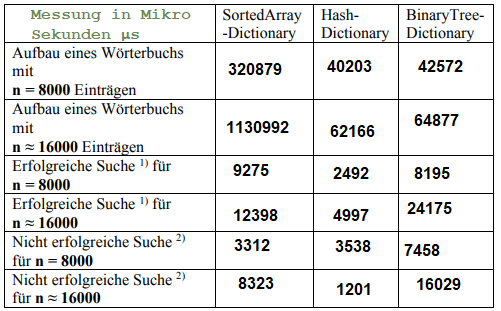 Messung in Mikro Sekunden µs SortedArray-Dictionary Hash-Dictionary BinaryTree-Dictionary
Aufbau eines Wörterbuchs
mit
n = 8000 Einträgen 320879 40203 42572
Aufbau eines Wörterbuchs
mit
n ≈ 16000 Einträgen 1130992 62166 64877
Erfolgreiche Suche 1) für
n = 8000 9275 2492 8195
Erfolgreiche Suche 1) für
n ≈ 16000 12398 4997 24175
Nicht erfolgreiche Suche 2)
für n = 8000 3312 3538 7458
Nicht erfolgreiche Suche 2)
für n ≈ 16000 8323 1201 16029